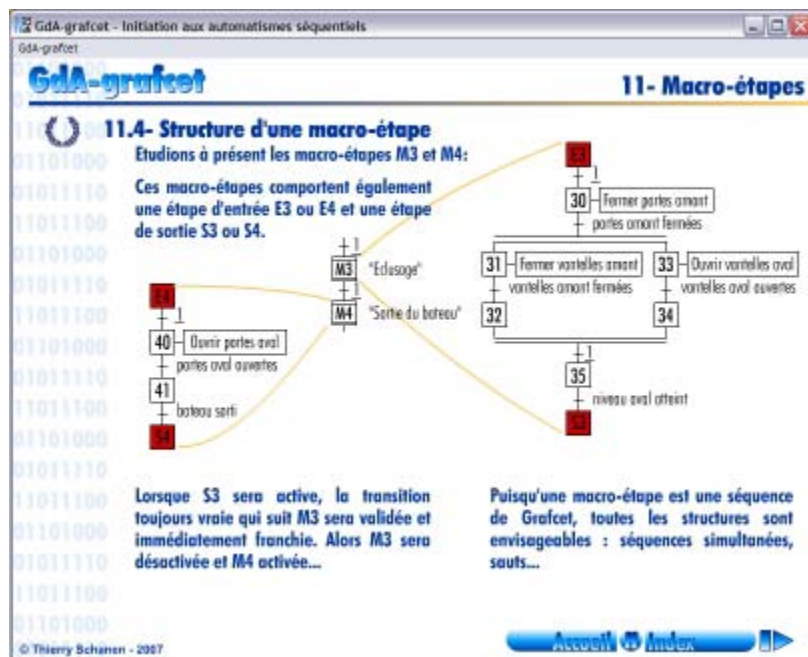 GdA-grafcet - Initiation aux automatismes séquentiels
GdA-grafcet
GdA-grafcet
11- Macro-étapes
11.4- Structure d'une macro-étape
Etudions à présent les macro-étapes M3 et M4:
Ces macro-étapes comportent également
une étape d'entrée E3 ou E4 et une étape
de sortie S3 ou S4.
E3
1
30
Fermer portes amont
portes amont fermées
31
Fermer vantelles amont
33
Ouvrir vantelles aval
vantelles amont fermées
vantelles aval ouvertes
32
34
1
35
niveau aval atteint
S3
1
M3
"Eclusage"
1
M4
"Sortie du bateau"
E4
1
40
Ouvrir portes aval
portes aval ouvertes
41
bateau sorti
S4
Lorsque S3 sera active, la transition
toujours vraie qui suit M3 sera validée et
immédiatement franchie. Alors M3 sera
désactivée et M4 activée...
Puisqu'une macro-étape est une séquence
de Grafcet, toutes les structures sont
envisageables : séquences simultanées,
sauts...
© Thierry Schanen - 2007
Accueil
Index